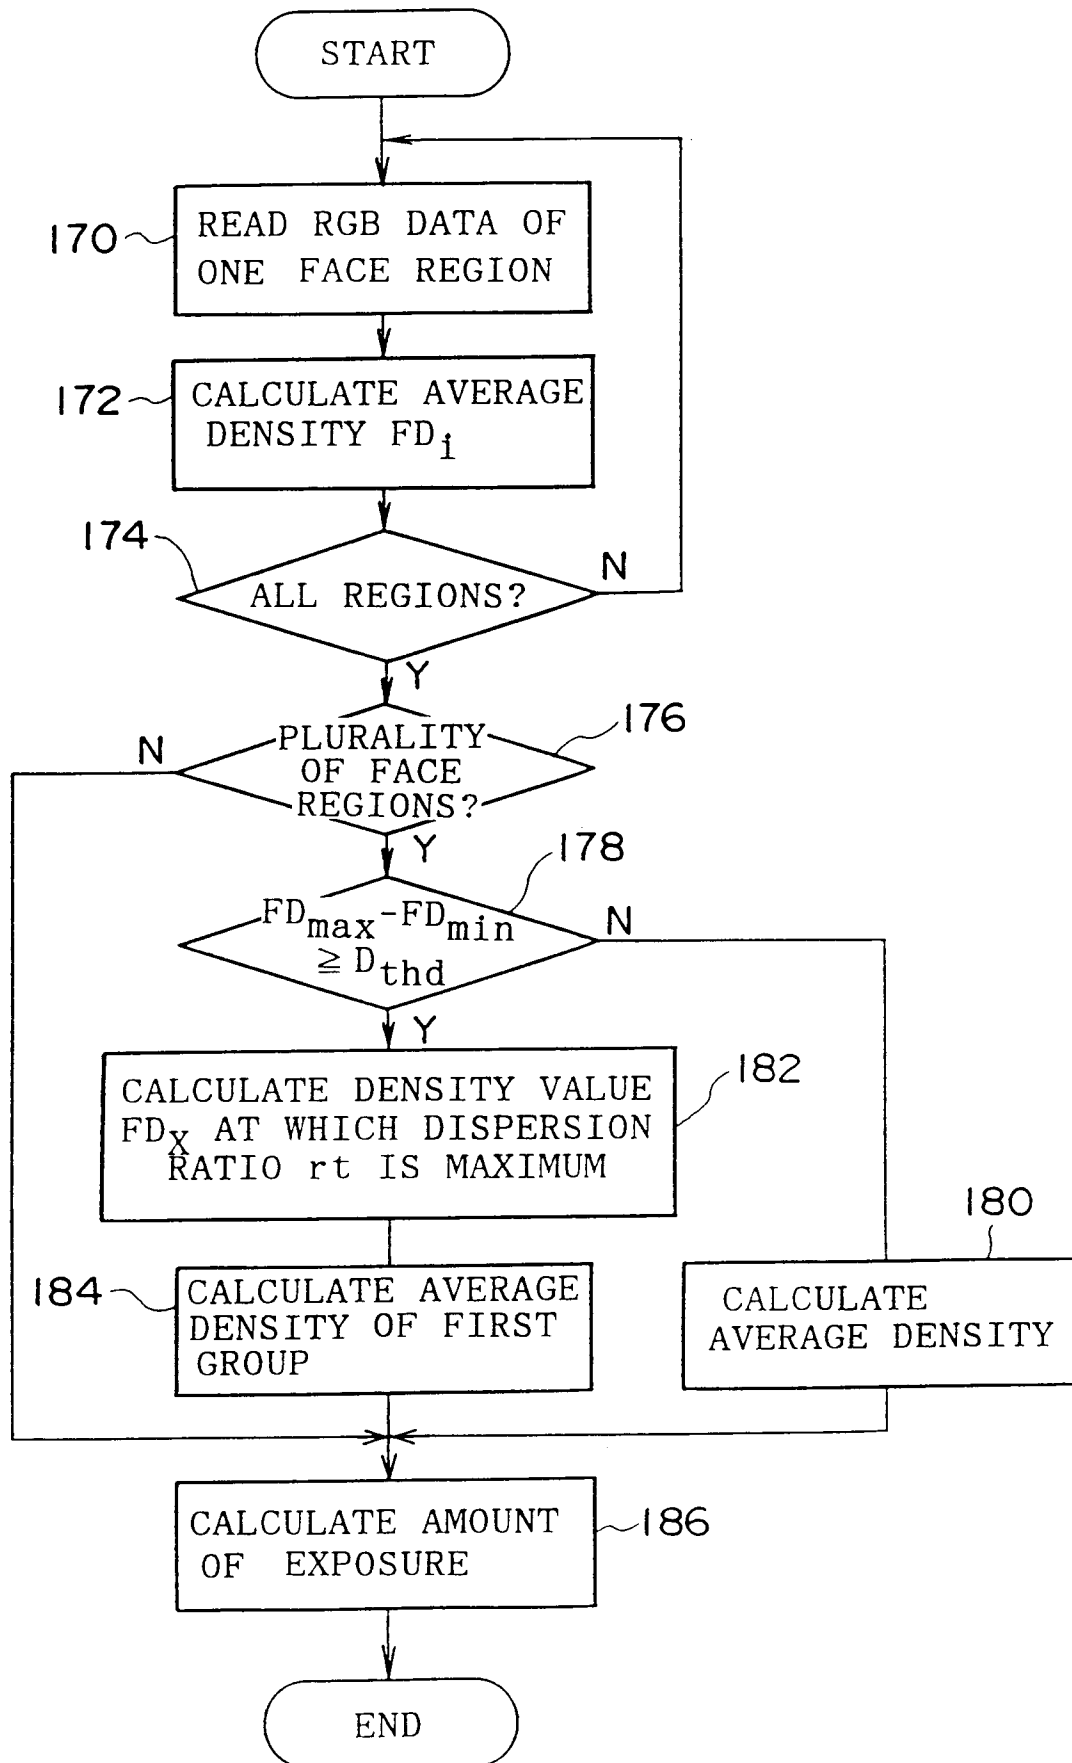 START
170
READ RGB DATA OF
ONE FACE REGION
172
CALCULATE AVERAGE
DENSITY FDi
174
ALL REGIONS?
N
Y
176
PLURALITY
OF FACE
REGIONS?
N
Y
178
FDmax-FDmin
≧ Dthd
N
Y
182
CALCULATE DENSITY VALUE
FDX AT WHICH DISPERSION
RATIO rt IS MAXIMUM
180
184
CALCULATE AVERAGE
DENSITY OF FIRST
GROUP
CALCULATE
AVERAGE DENSITY
CALCULATE AMOUNT
OF EXPOSURE
186
END